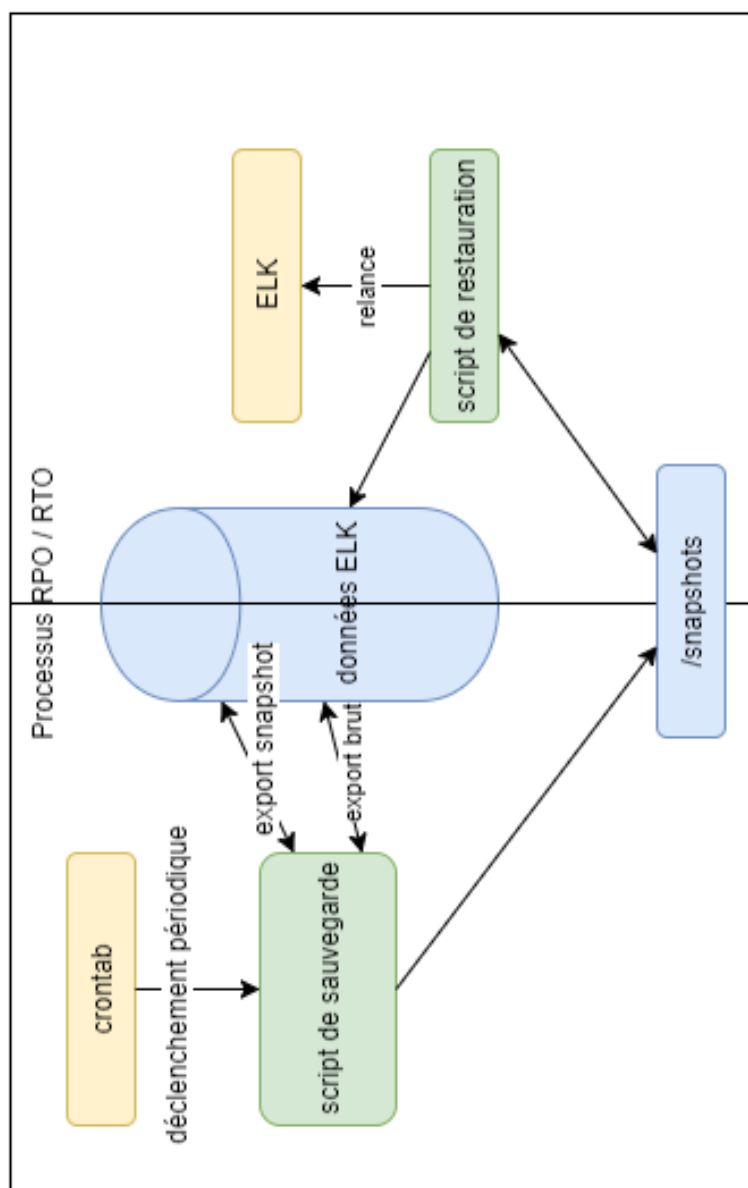 Processus RPO / RTO
crontab
déclenchement périodique
export snapshot
script de sauvegarde
export brut
données ELK
ELK
relance
script de restauration
/snapshots